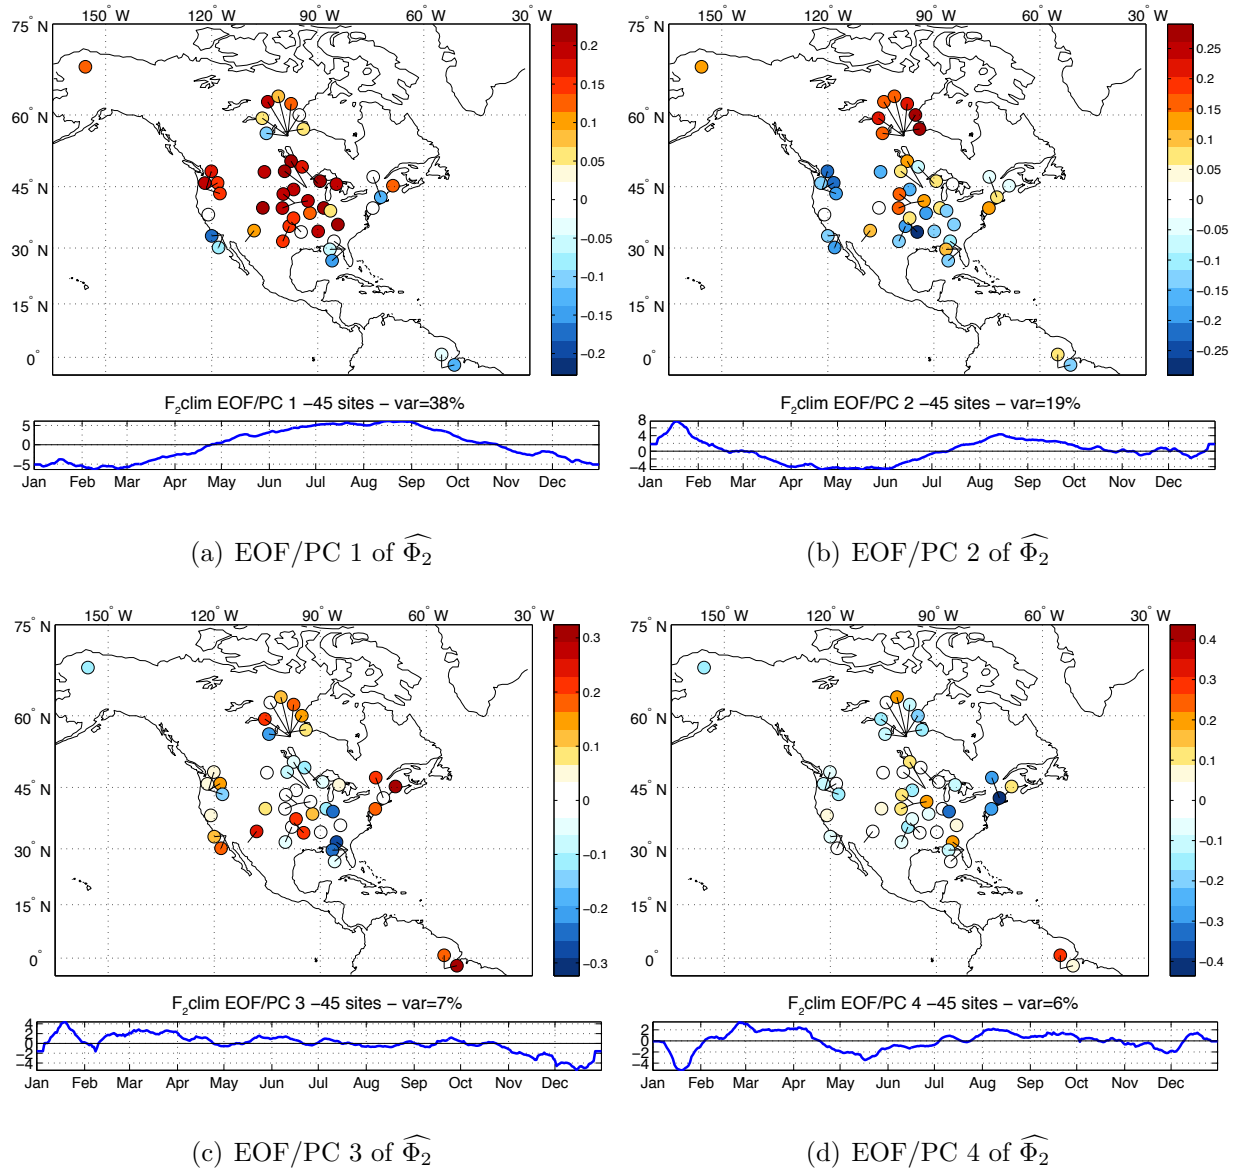 150° W 120° W 90° W 60° W 30° W
75° N
60° N
45° N
30° N
15° N
0°
0.2
0.15
0.1
0.05
0
−0.05
−0.1
−0.15
−0.2
F2clim EOF/PC 1 −45 sites − var=38%
5
0
−5
Jan Feb Mar Apr May Jun Jul Aug Sep Oct Nov Dec
(a) EOF/PC 1 of Φ̂2
150° W 120° W 90° W 60° W 30° W
75° N
60° N
45° N
30° N
15° N
0°
0.25
0.2
0.15
0.1
0.05
0
−0.05
−0.1
−0.15
−0.2
−0.25
F2clim EOF/PC 2 −45 sites − var=19%
8
4
0
−4
Jan Feb Mar Apr May Jun Jul Aug Sep Oct Nov Dec
(b) EOF/PC 2 of Φ̂2
150° W 120° W 90° W 60° W 30° W
75° N
60° N
45° N
30° N
15° N
0°
0.3
0.2
0.1
0
−0.1
−0.2
−0.3
F2clim EOF/PC 3 −45 sites − var=7%
4
2
0
−2
−4
Jan Feb Mar Apr May Jun Jul Aug Sep Oct Nov Dec
(c) EOF/PC 3 of Φ̂2
150° W 120° W 90° W 60° W 30° W
75° N
60° N
45° N
30° N
15° N
0°
0.4
0.3
0.2
0.1
0
−0.1
−0.2
−0.3
−0.4
F2clim EOF/PC 4 −45 sites − var=6%
2
0
−2
−4
Jan Feb Mar Apr May Jun Jul Aug Sep Oct Nov Dec
(d) EOF/PC 4 of Φ̂2